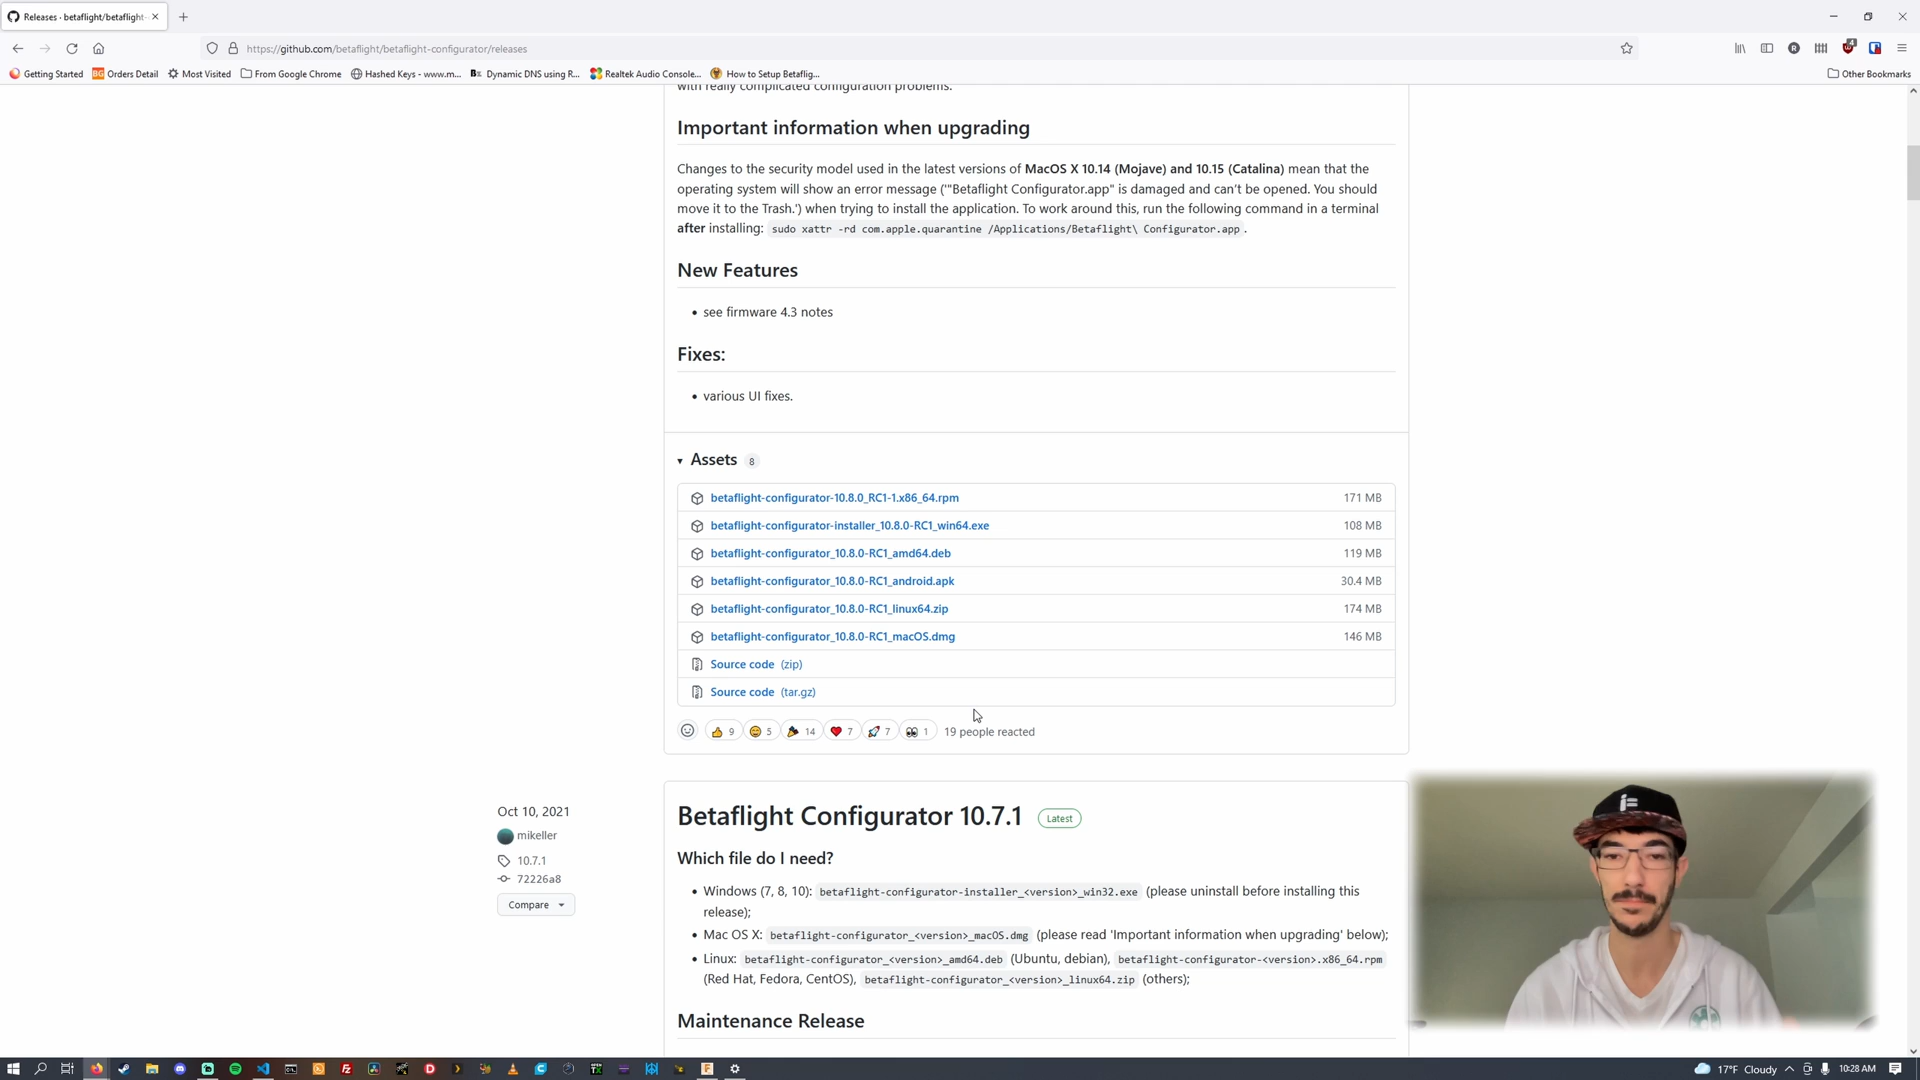 Releases · betaflight/betaflight-
https://github.com/betaflight/betaflight-configurator/releases
Getting Started
Orders Detail
Most Visited
From Google Chrome
Hashed Keys - www.m...
Dynamic DNS using R...
Realtek Audio Console...
How to Setup Betaflig...
Other Bookmarks
with really complicated configuration problems.
Important information when upgrading
Changes to the security model used in the latest versions of MacOS X 10.14 (Mojave) and 10.15 (Catalina) mean that the
operating system will show an error message ('"Betaflight Configurator.app" is damaged and can't be opened. You should
move it to the Trash.') when trying to install the application. To work around this, run the following command in a terminal
after installing: sudo xattr -rd com.apple.quarantine /Applications/Betaflight\ Configurator.app.
New Features
• see firmware 4.3 notes
Fixes:
• various UI fixes.
Assets 8
betaflight-configurator-10.8.0_RC1-1.x86_64.rpm 171 MB
betaflight-configurator-installer_10.8.0-RC1_win64.exe 108 MB
betaflight-configurator_10.8.0-RC1_amd64.deb 119 MB
betaflight-configurator_10.8.0-RC1_android.apk 30.4 MB
betaflight-configurator_10.8.0-RC1_linux64.zip 174 MB
betaflight-configurator_10.8.0-RC1_macOS.dmg 146 MB
Source code (zip)
Source code (tar.gz)
9 5 14 7 7 1 19 people reacted
Oct 10, 2021
mikeller
10.7.1
72226a8
Compare
Betaflight Configurator 10.7.1 Latest
Which file do I need?
• Windows (7, 8, 10): betaflight-configurator-installer_<version>_win32.exe (please uninstall before installing this
release);
• Mac OS X: betaflight-configurator_<version>_macOS.dmg (please read 'Important information when upgrading' below);
• Linux: betaflight-configurator_<version>_amd64.deb (Ubuntu, debian), betaflight-configurator-<version>.x86_64.rpm
(Red Hat, Fedora, CentOS), betaflight-configurator_<version>_linux64.zip (others);
Maintenance Release
17°F Cloudy
10:28 AM